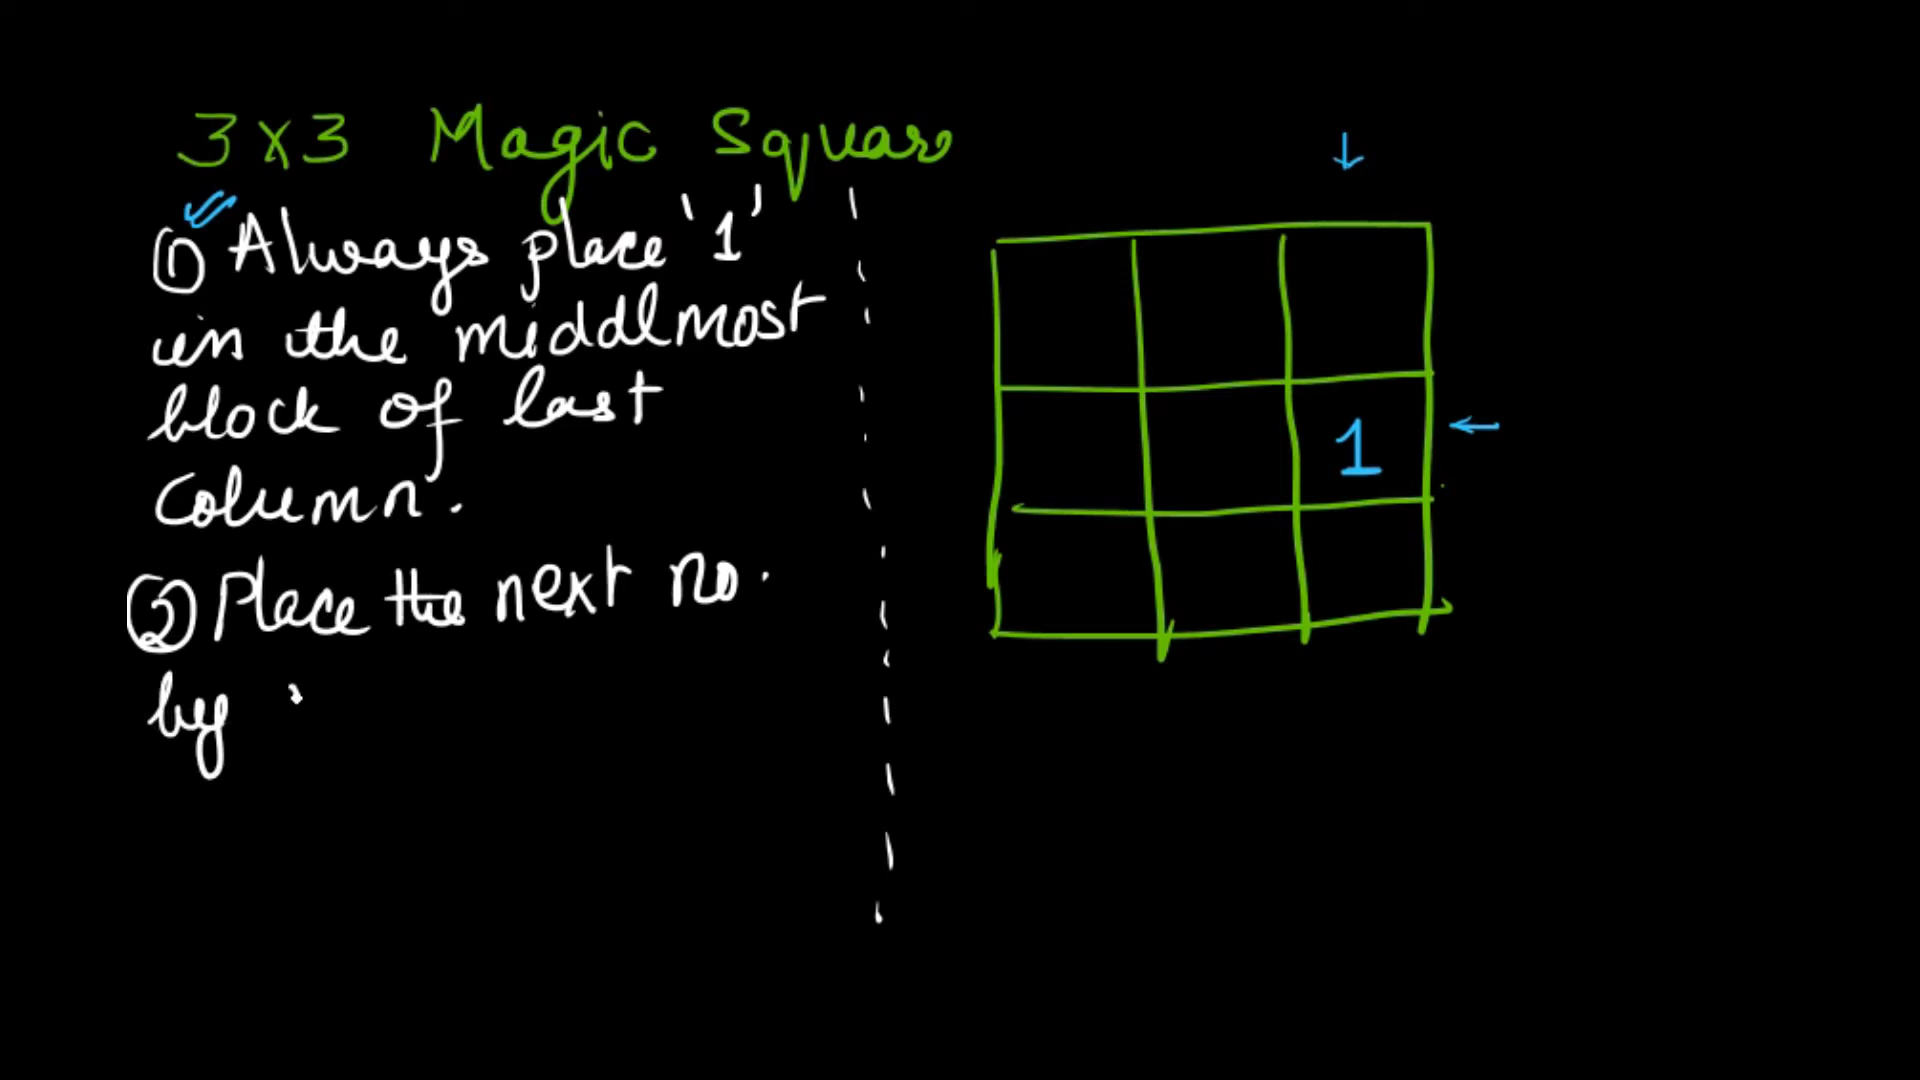 3x3 Magic Square
① Always place '1'
in the middlmost
block of last
Column.
② Place the next no.
by
1